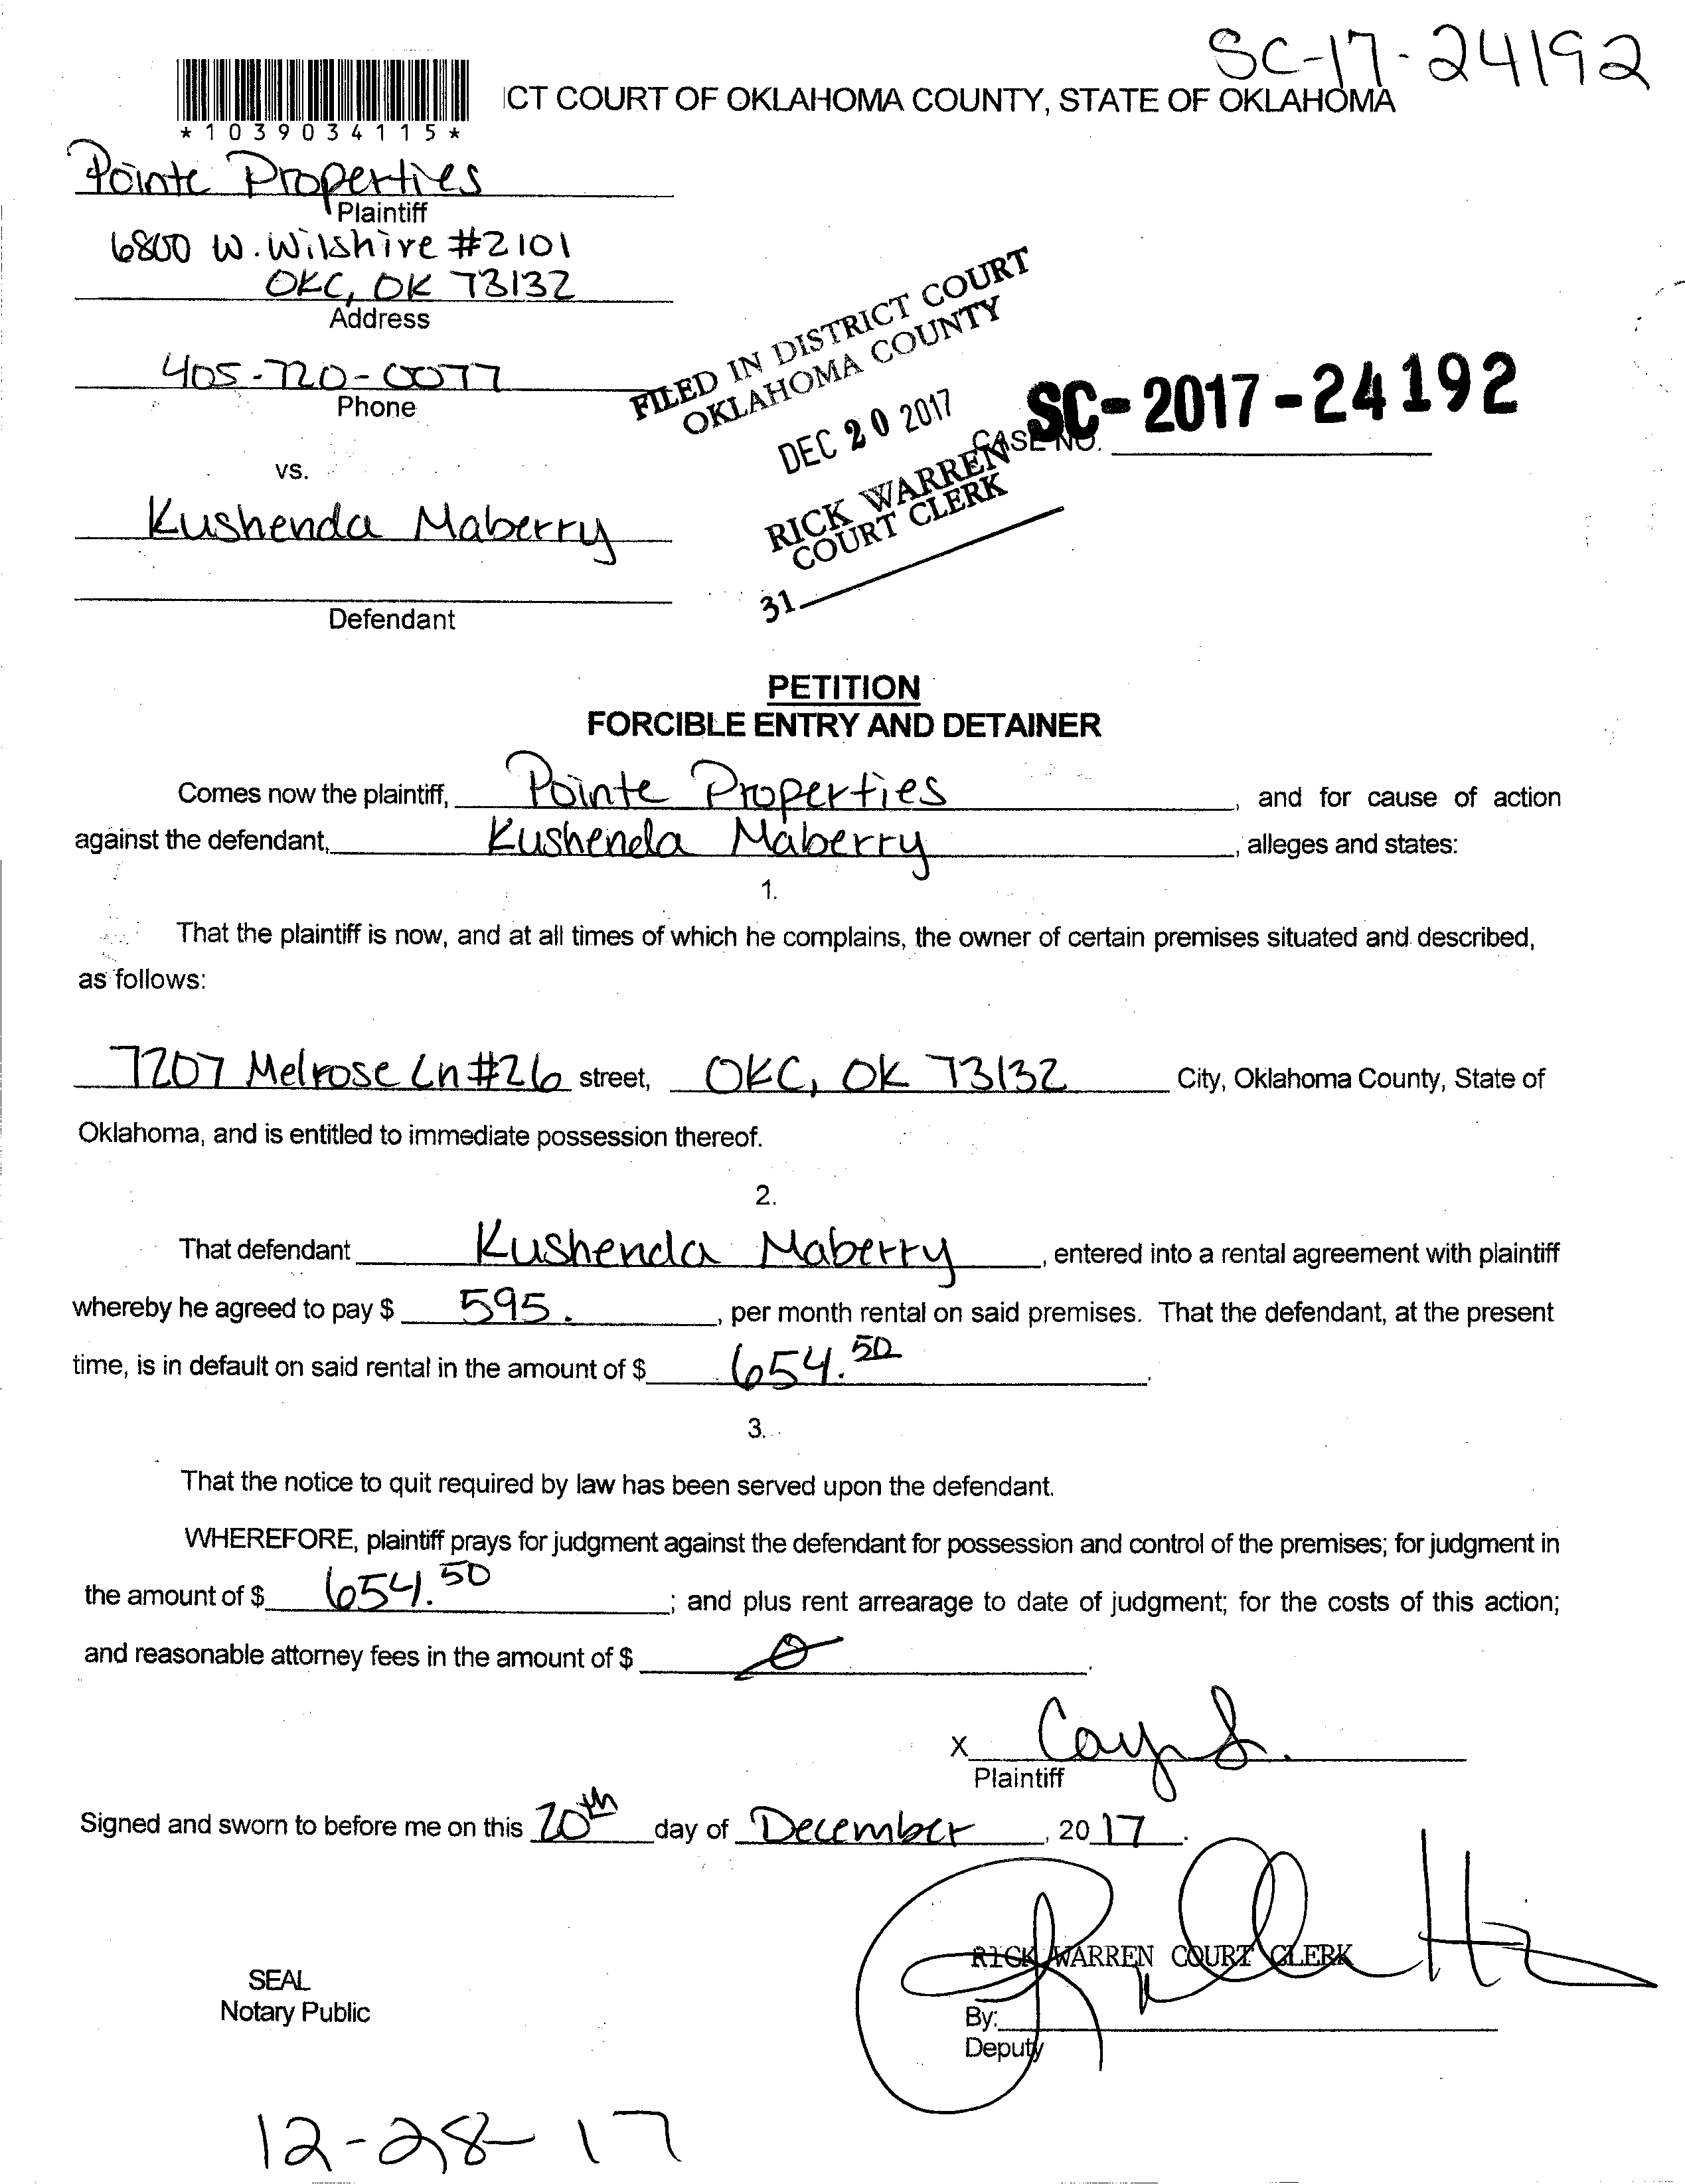 SC-17-24192
ICT COURT OF OKLAHOMA COUNTY, STATE OF OKLAHOMA
*1039034115*
Pointe Properties
Plaintiff
6800 W. Wilshire #2101
OKC, OK 73132
Address
405-720-0077
Phone
FILED IN DISTRICT COURT
OKLAHOMA COUNTY
DEC 20 2017
RICK WARREN
COURT CLERK
31
CASE NO. SC-2017-24192
vs.
Kushenda Maberry
Defendant
PETITION
FORCIBLE ENTRY AND DETAINER
Comes now the plaintiff, Pointe Properties, and for cause of action
against the defendant, Kushenda Maberry, alleges and states:
1.
That the plaintiff is now, and at all times of which he complains, the owner of certain premises situated and described,
as follows:
7207 Melrose Ln #26 street, OKC, OK 73132 City, Oklahoma County, State of
Oklahoma, and is entitled to immediate possession thereof.
2.
That defendant Kushenda Maberry, entered into a rental agreement with plaintiff
whereby he agreed to pay $ 595., per month rental on said premises. That the defendant, at the present
time, is in default on said rental in the amount of $ 654.50.
3.
That the notice to quit required by law has been served upon the defendant.
WHEREFORE, plaintiff prays for judgment against the defendant for possession and control of the premises; for judgment in
the amount of $ 654.50; and plus rent arrearage to date of judgment; for the costs of this action;
and reasonable attorney fees in the amount of $ 0.
X
Plaintiff
Signed and sworn to before me on this 20th day of December, 2017.
RICK WARREN COURT CLERK
SEAL
Notary Public
By:
Deputy
12-28-17